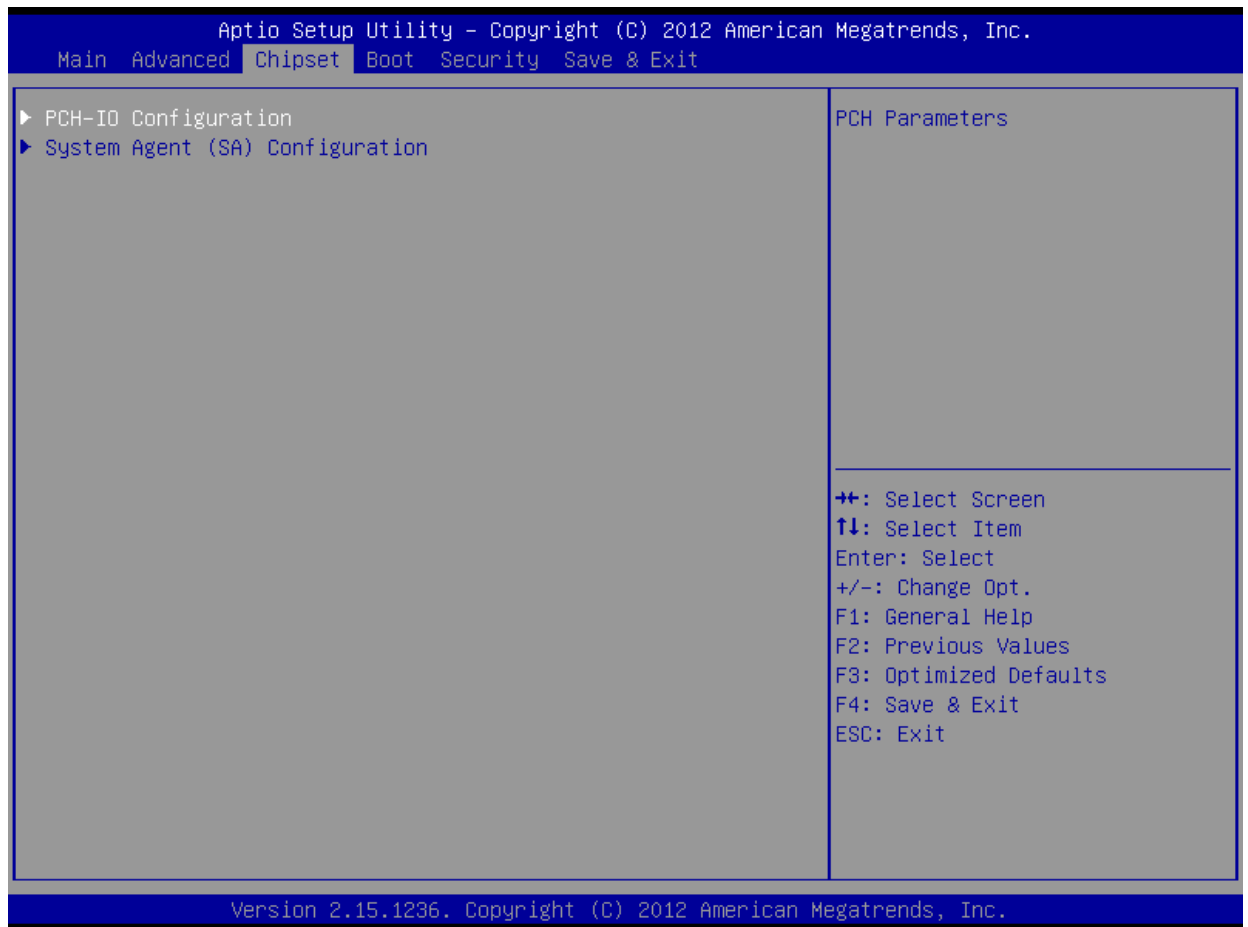 Aptio Setup Utility – Copyright (C) 2012 American Megatrends, Inc.
Main Advanced Chipset Boot Security Save & Exit
▶ PCH-IO Configuration
▶ System Agent (SA) Configuration
PCH Parameters
→←: Select Screen
↑↓: Select Item
Enter: Select
+/-: Change Opt.
F1: General Help
F2: Previous Values
F3: Optimized Defaults
F4: Save & Exit
ESC: Exit
Version 2.15.1236. Copyright (C) 2012 American Megatrends, Inc.